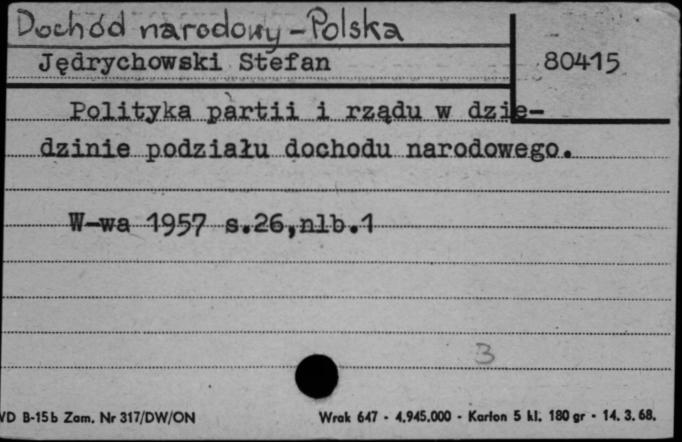 Dochód narodowy - Polska
Jędrychowski Stefan
80415
Polityka partii i rządu w dzie-
dzinie podziału dochodu narodowego.
W-wa 1957 s.26,nlb.1
3
VD B-15b Zam. Nr 317/DW/ON
Wrak 647 - 4.945.000 - Karton 5 kl. 180 gr - 14. 3. 68.